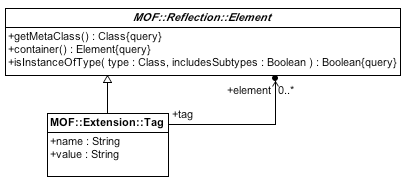 MOF::Reflection::Element
+getMetaClass() : Class{query}
+container() : Element{query}
+isInstanceOfType( type : Class, includesSubtypes : Boolean ) : Boolean{query}
+element 0..*
+tag
MOF::Extension::Tag
+name : String
+value : String